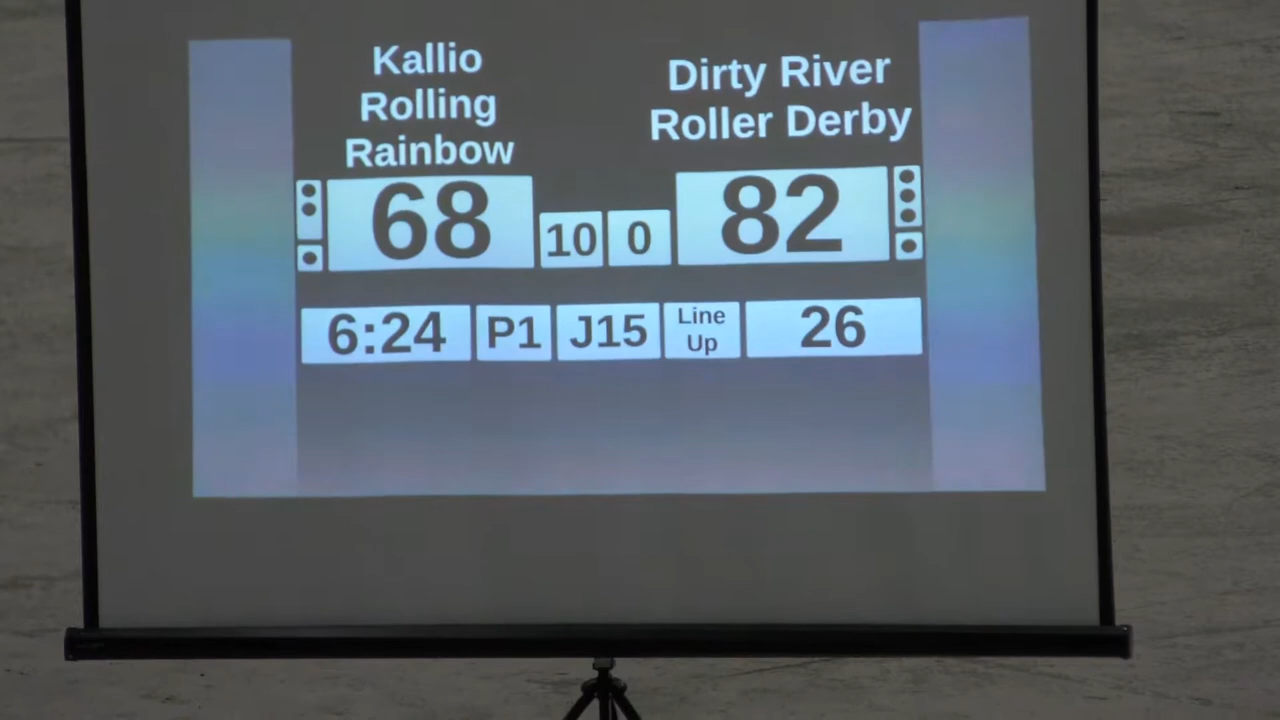 Kallio
Rolling
Rainbow
Dirty River
Roller Derby
68
10
0
82
6:24
P1
J15
Line
Up
26